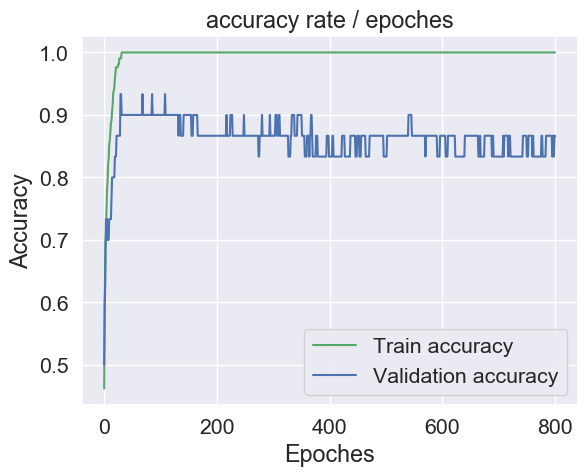 accuracy rate / epoches
1.0
0.9
0.8
0.7
0.6
0.5
Accuracy
Train accuracy
Validation accuracy
0
200
400
600
800
Epoches